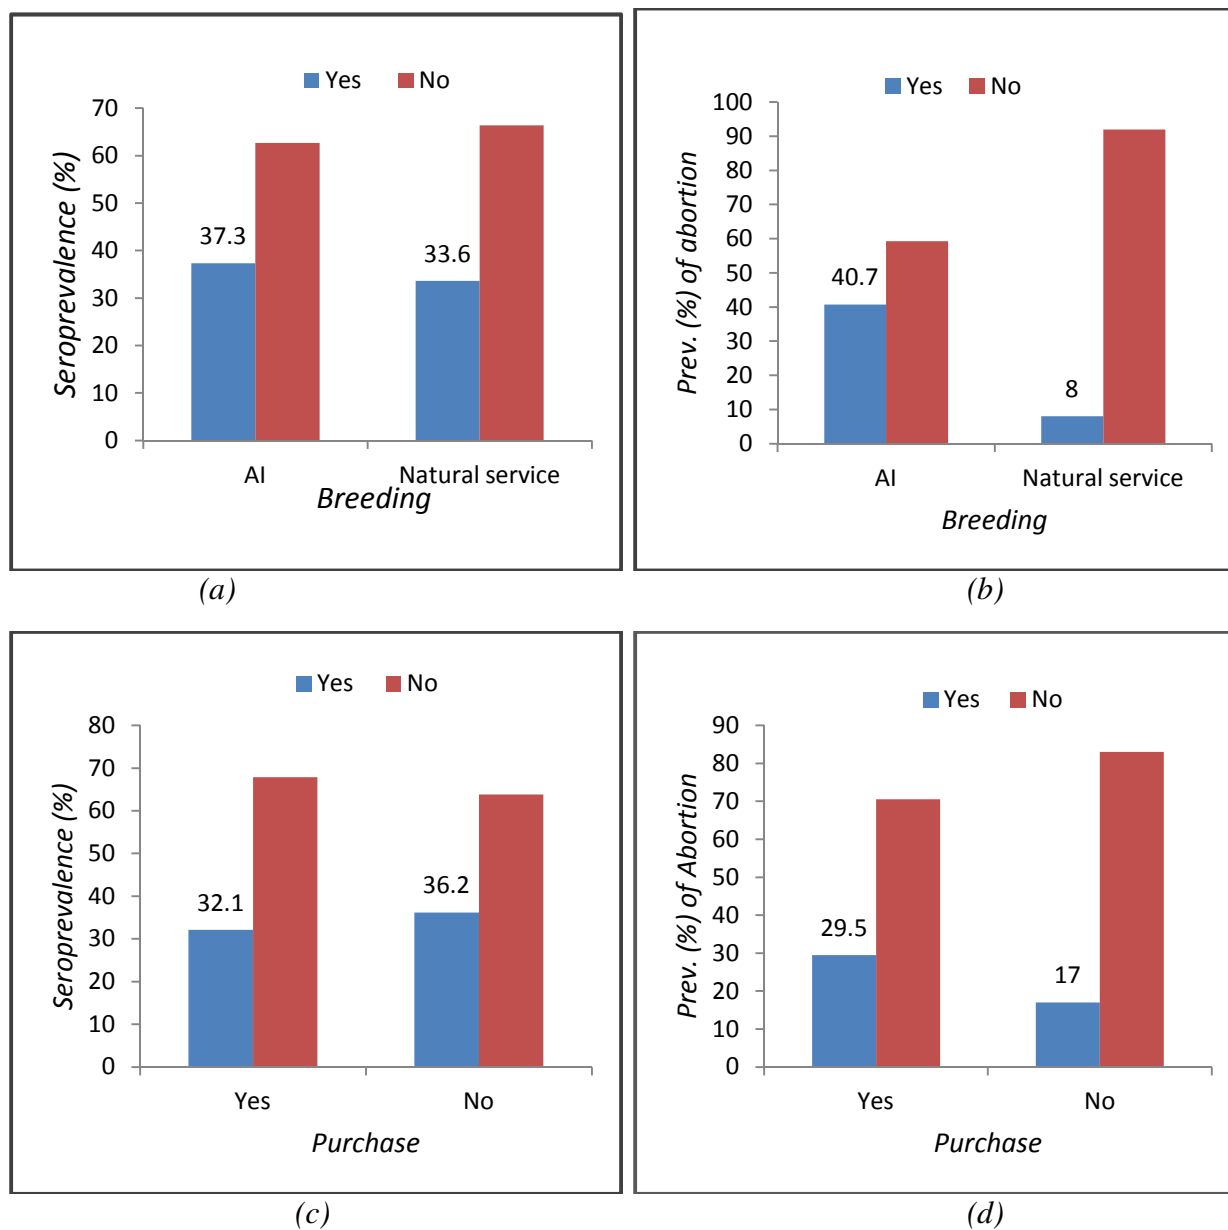 Yes No
Seroprevalence (%)
70
60
50
40
30
20
10
0
37.3
33.6
AI Natural service
Breeding
(a)
Yes No
Prev. (%) of abortion
100
90
80
70
60
50
40
30
20
10
0
40.7
8
AI Natural service
Breeding
(b)
Yes No
Seroprevalence (%)
80
70
60
50
40
30
20
10
0
32.1
36.2
Yes No
Purchase
(c)
Yes No
Prev. (%) of Abortion
90
80
70
60
50
40
30
20
10
0
29.5
17
Yes No
Purchase
(d)